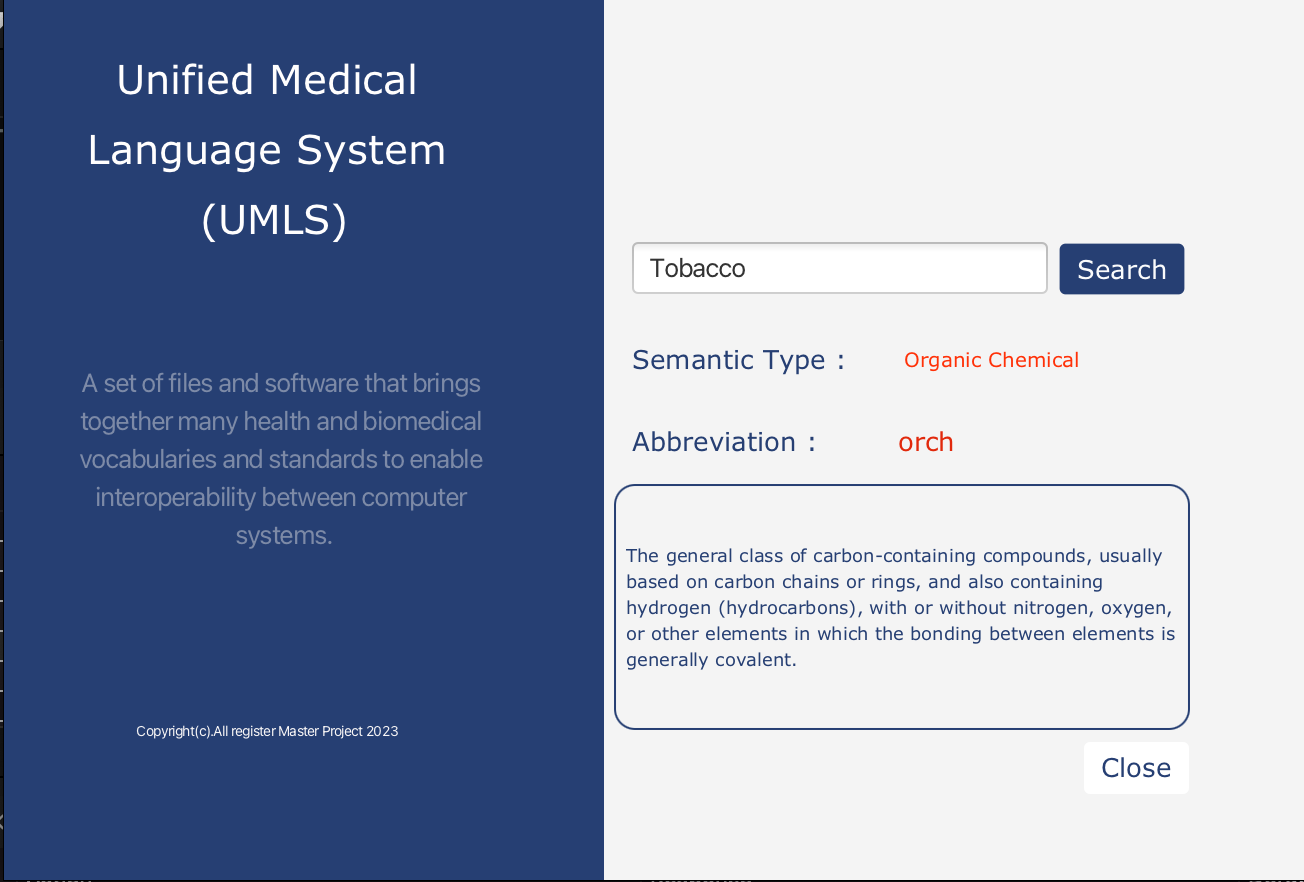 Unified Medical
Language System
(UMLS)
A set of files and software that brings
together many health and biomedical
vocabularies and standards to enable
interoperability between computer
systems.
Copyright(c).All register Master Project 2023
Tobacco
Search
Semantic Type :
Organic Chemical
Abbreviation :
orch
The general class of carbon-containing compounds, usually
based on carbon chains or rings, and also containing
hydrogen (hydrocarbons), with or without nitrogen, oxygen,
or other elements in which the bonding between elements is
generally covalent.
Close